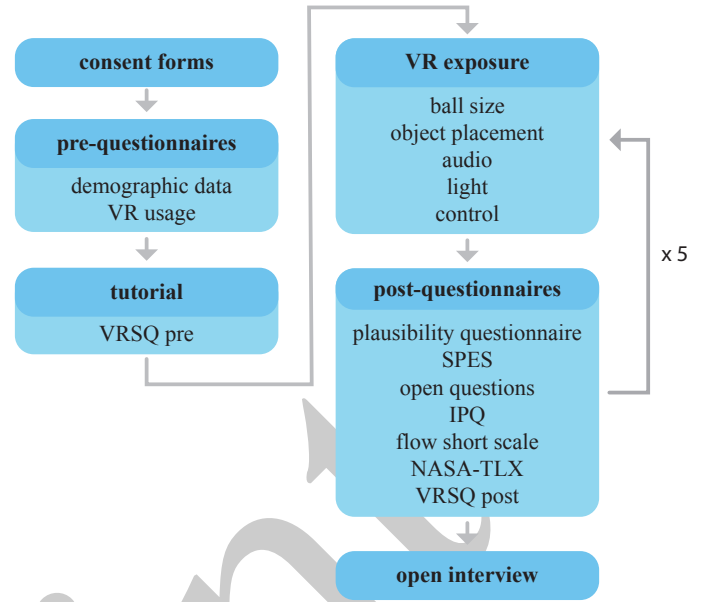 consent forms
pre-questionnaires
demographic data
VR usage
tutorial
VRSQ pre
VR exposure
ball size
object placement
audio
light
control
x 5
post-questionnaires
plausibility questionnaire
SPES
open questions
IPQ
flow short scale
NASA-TLX
VRSQ post
open interview